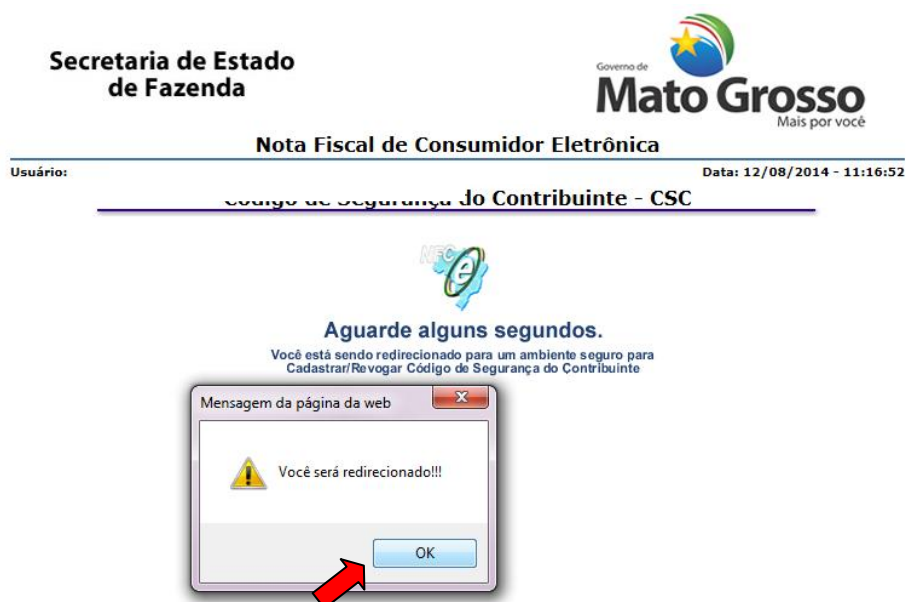 Secretaria de Estado
de Fazenda
Governo de
Mato Grosso
Mais por você
Nota Fiscal de Consumidor Eletrônica
Usuário:
Data: 12/08/2014 - 11:16:52
Código de Segurança do Contribuinte - CSC
NFC
e
Aguarde alguns segundos.
Você está sendo redirecionado para um ambiente seguro para
Cadastrar/Revogar Código de Segurança do Contribuinte
Mensagem da página da web
Você será redirecionado!!!
OK